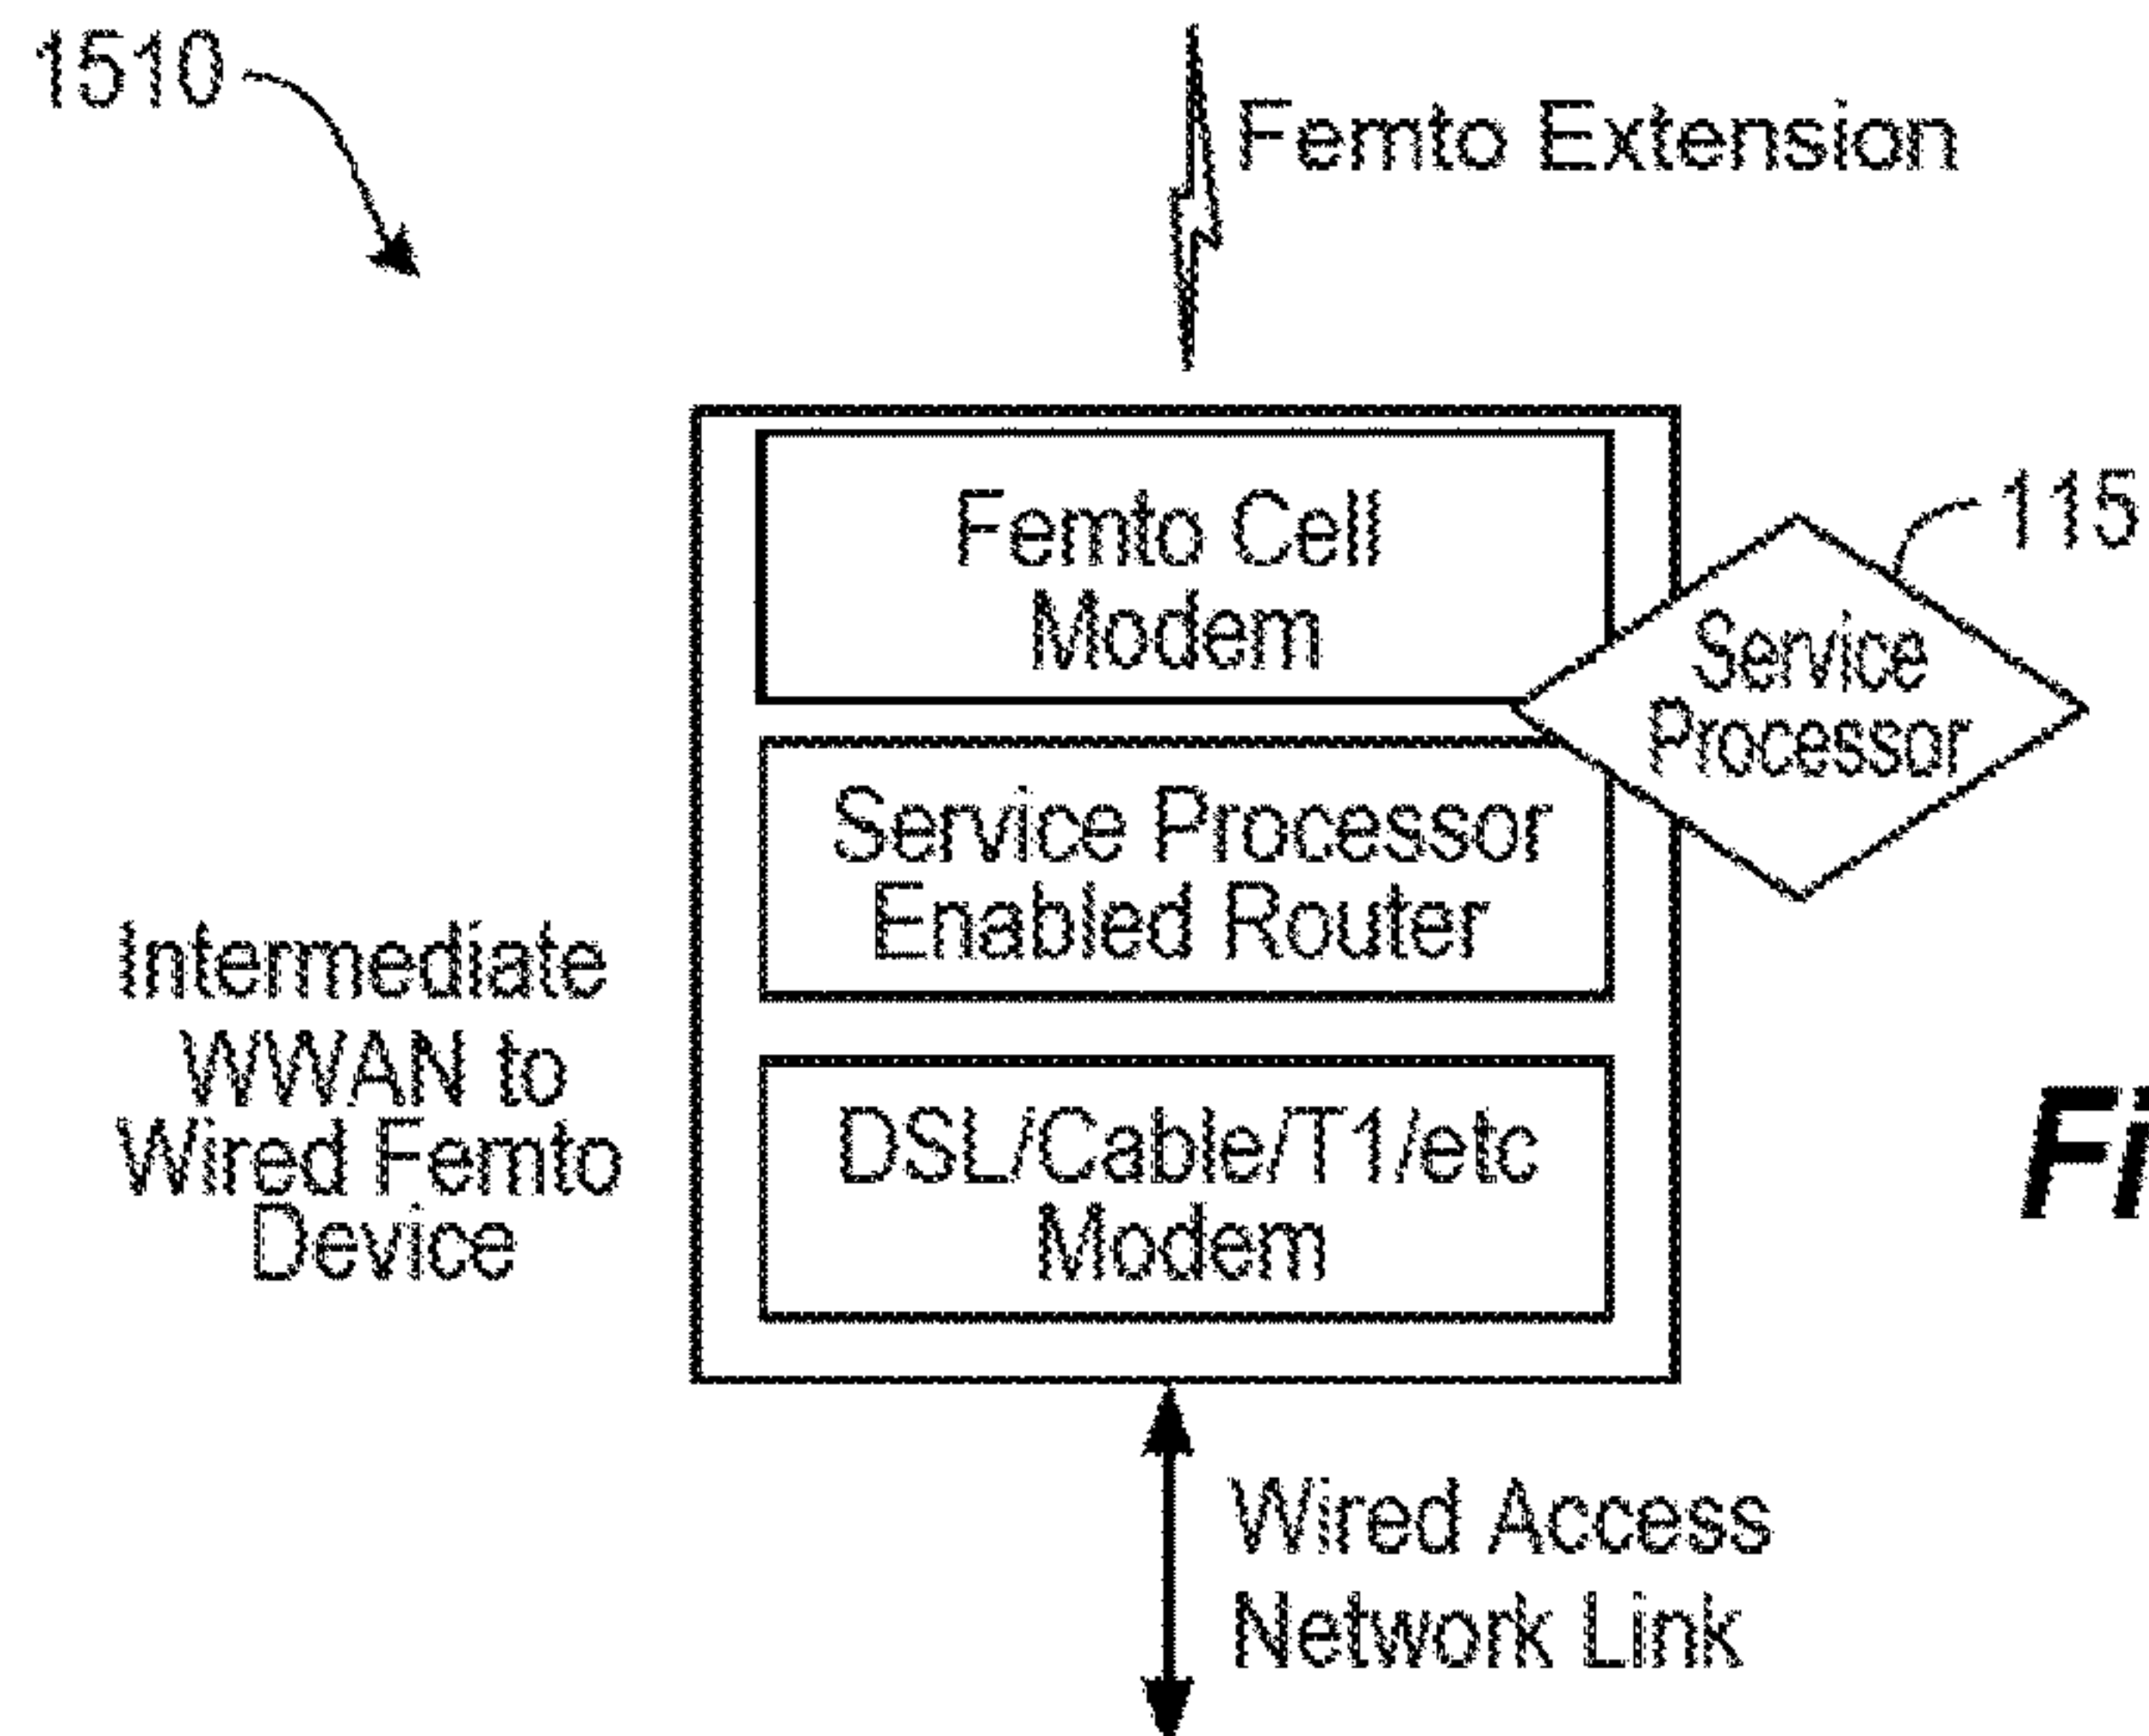 1510
Femto Extension
Femto Cell
Modem
115
Service
Processor
Service Processor
Enabled Router
Intermediate
WWAN to
Wired Femto
Device
DSL/Cable/T1/etc
Modem
Fi
Wired Access
Network Link